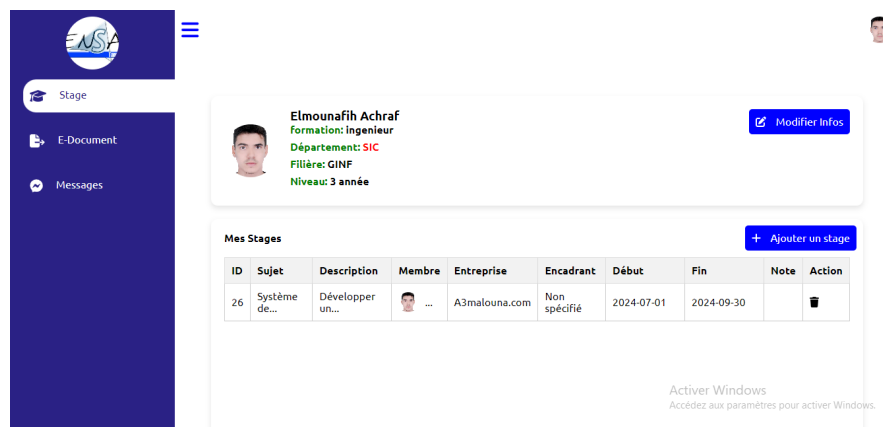 ENSA
Stage
E-Document
Messages
Elmounafih Achraf
formation: ingenieur
Département: SIC
Filière: GINF
Niveau: 3 année
Modifier Infos
Mes Stages
Ajouter un stage
ID Sujet Description Membre Entreprise Encadrant Début Fin Note Action
26 Système de... Développer un... ... A3malouna.com Non spécifié 2024-07-01 2024-09-30
Activer Windows
Accédez aux paramètres pour activer Windows.